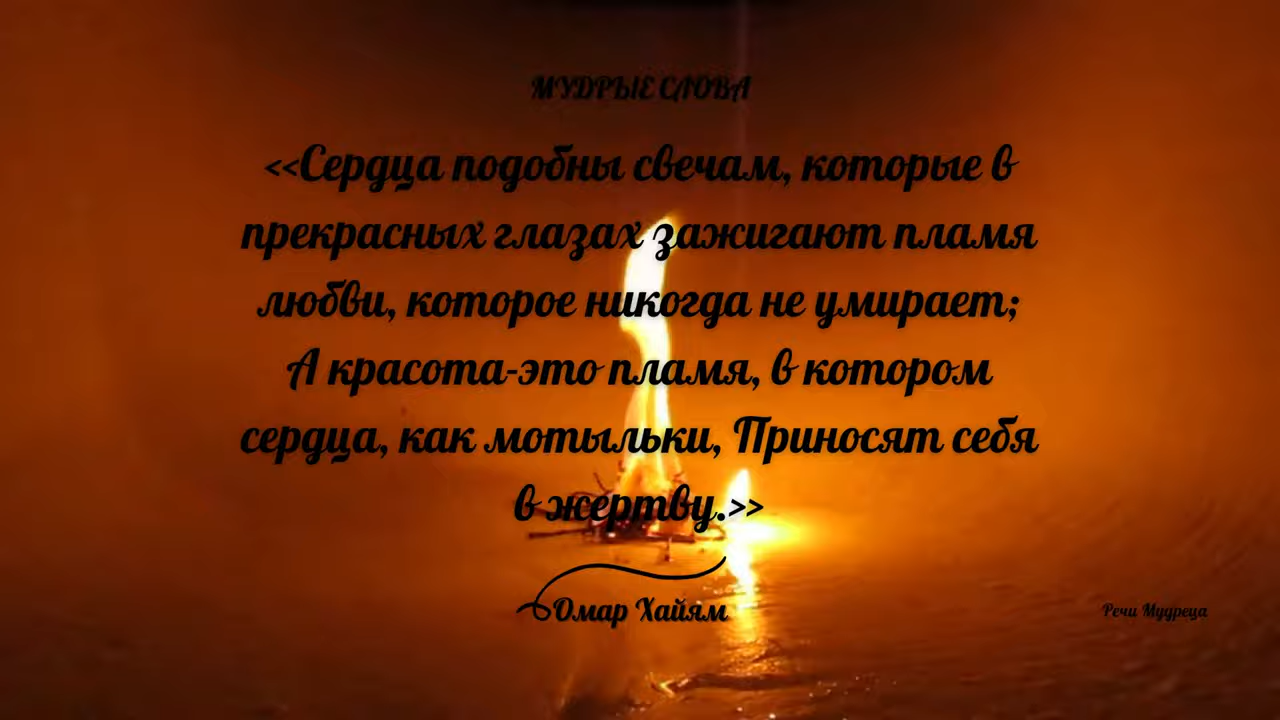 МУДРЫЕ СЛОВА
<<Сердца подобны свечам, которые в
прекрасных глазах зажигают пламя
любви, которое никогда не умирает;
А красота-это пламя, в котором
сердца, как мотыльки, Приносят себя
в жертву.>>
Омар Хайям
Речи Мудреца